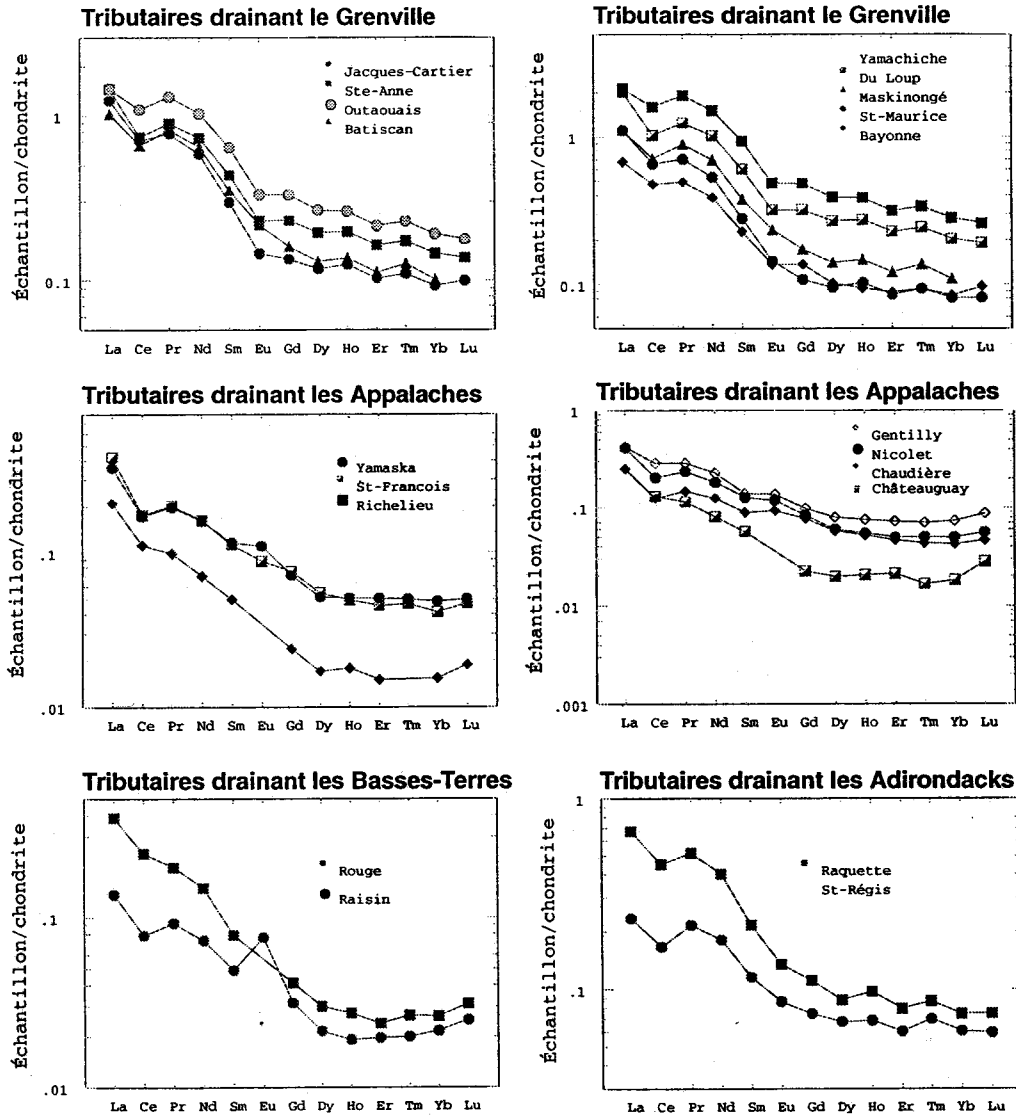 Tributaires drainant le Grenville
Échantillon/chondrite
1
0.1
Jacques-Cartier
Ste-Anne
Outaouais
Batiscan
La Ce Pr Nd Sm Eu Gd Dy Ho Er Tm Yb Lu
Tributaires drainant le Grenville
Échantillon/chondrite
1
0.1
Yamachiche
Du Loup
Maskinongé
St-Maurice
Bayonne
La Ce Pr Nd Sm Eu Gd Dy Ho Er Tm Yb Lu
Tributaires drainant les Appalaches
Échantillon/chondrite
.1
.01
Yamaska
St-Francois
Richelieu
La Ce Pr Nd Sm Eu Gd Dy Ho Er Tm Yb Lu
Tributaires drainant les Appalaches
Échantillon/chondrite
1
.1
.01
.001
Gentilly
Nicolet
Chaudière
Châteauguay
La Ce Pr Nd Sm Eu Gd Dy Ho Er Tm Yb Lu
Tributaires drainant les Basses-Terres
Échantillon/chondrite
.1
.01
Rouge
Raisin
La Ce Pr Nd Sm Eu Gd Dy Ho Er Tm Yb Lu
Tributaires drainant les Adirondacks
Échantillon/chondrite
1
.1
Raquette
St-Régis
La Ce Pr Nd Sm Eu Gd Dy Ho Er Tm Yb Lu